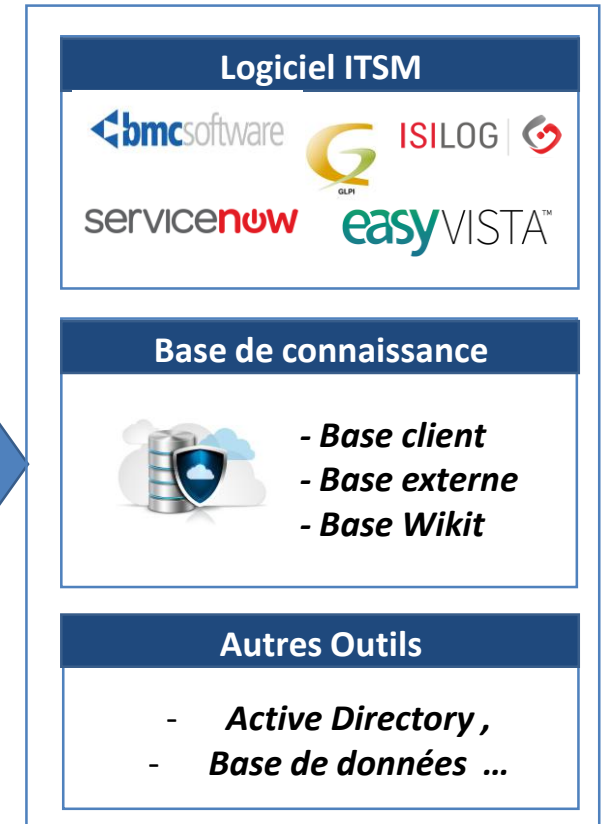 Logiciel ITSM
bmcsoftware
GLPI
ISILOG
servicenow
easyVISTA™
Base de connaissance
- Base client
- Base externe
- Base Wikit
Autres Outils
- Active Directory ,
- Base de données ...